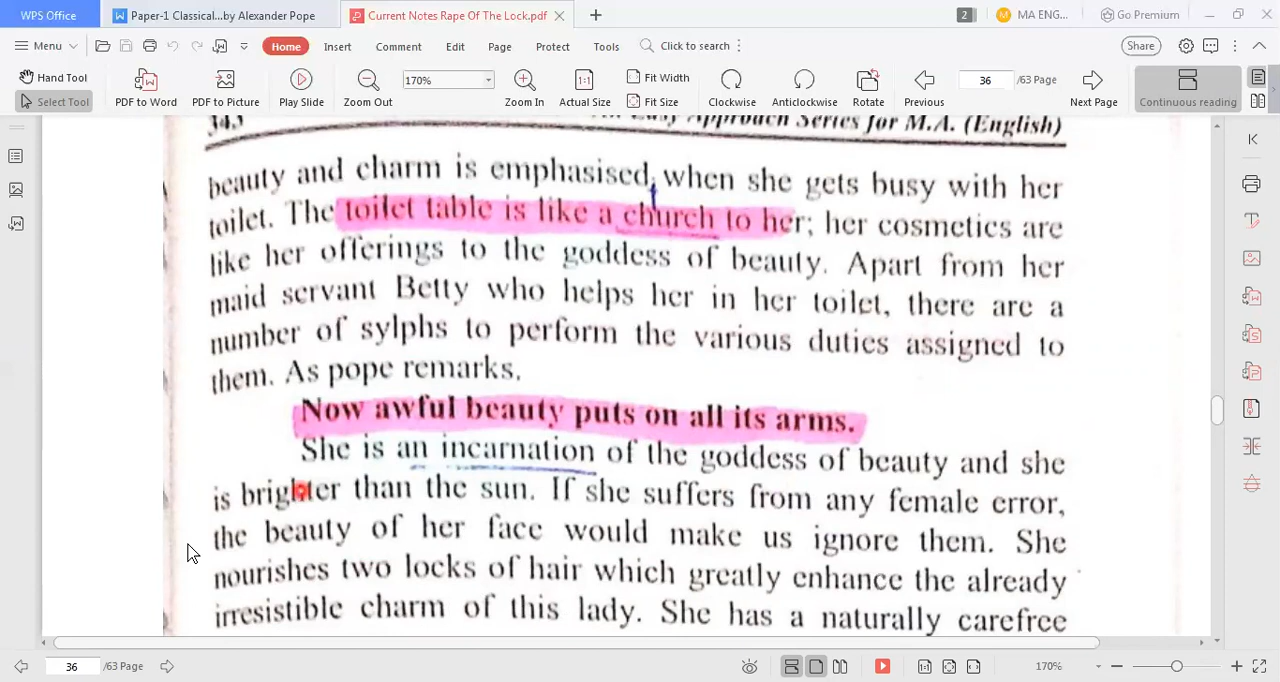 WPS Office
Paper-1 Classical...by Alexander Pop.
Current Notes Rape Of The Lock.pdf
2
MA ENG...
Go Premium
Menu
Home
Insert
Comment
Edit
Page
Protect
Tools
Click to search
Share
Hand Tool
Select Tool
PDF to Word
PDF to Picture
Play Slide
Zoom Out
170%
Zoom In
Actual Size
Fit Width
Fit Size
Clockwise
Anticlockwise
Rotate
Previous
36
/63 Page
Next Page
Continuous reading
Easy Approach Series for M.A. (English)
beauty and charm is emphasised, when she gets busy with her
toilet. The toilet table is like a church to her; her cosmetics are
like her offerings to the goddess of beauty. Apart from her
maid servant Betty who helps her in her toilet, there are a
number of sylphs to perform the various duties assigned to
them. As pope remarks.
Now awful beauty puts on all its arms.
She is an incarnation of the goddess of beauty and she
is brighter than the sun. If she suffers from any female error,
the beauty of her face would make us ignore them. She
nourishes two locks of hair which greatly enhance the already
irresistible charm of this lady. She has a naturally carefree
36
/63 Page
170%